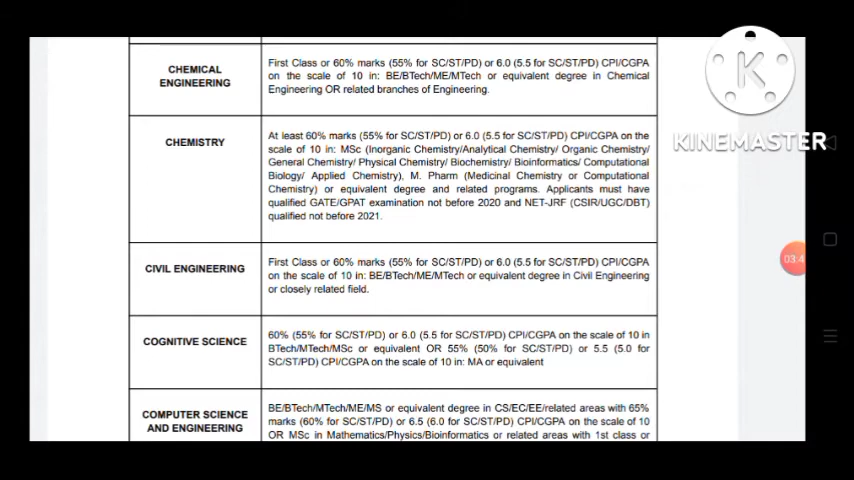 CHEMICAL
ENGINEERING
First Class or 60% marks (55% for SC/ST/PD) or 6.0 (5.5 for SC/ST/PD) CPI/CGPA
on the scale of 10 in: BE/BTech/ME/MTech or equivalent degree in Chemical
Engineering OR related branches of Engineering.
CHEMISTRY
At least 60% marks (55% for SC/ST/PD) or 6.0 (5.5 for SC/ST/PD) CPI/CGPA on the
scale of 10 in: MSc (Inorganic Chemistry/Analytical Chemistry/ Organic Chemistry/
General Chemistry/ Physical Chemistry/ Biochemistry/ Bioinformatics/ Computational
Biology/ Applied Chemistry), M. Pharm (Medicinal Chemistry or Computational
Chemistry) or equivalent degree and related programs. Applicants must have
qualified GATE/GPAT examination not before 2020 and NET-JRF (CSIR/UGC/DBT)
qualified not before 2021.
CIVIL ENGINEERING
First Class or 60% marks (55% for SC/ST/PD) or 6.0 (5.5 for SC/ST/PD) CPI/CGPA
on the scale of 10 in: BE/BTech/ME/MTech or equivalent degree in Civil Engineering
or closely related field.
COGNITIVE SCIENCE
60% (55% for SC/ST/PD) or 6.0 (5.5 for SC/ST/PD) CPI/CGPA on the scale of 10 in
BTech/MTech/MSc or equivalent OR 55% (50% for SC/ST/PD) or 5.5 (5.0 for
SC/ST/PD) CPI/CGPA on the scale of 10 in: MA or equivalent
COMPUTER SCIENCE
AND ENGINEERING
BE/BTech/MTech/ME/MS or equivalent degree in CS/EC/EE/related areas with 65%
marks (60% for SC/ST/PD) or 6.5 (6.0 for SC/ST/PD) CPI/CGPA on the scale of 10
OR MSc in Mathematics/Physics/Bioinformatics or related areas with 1st class or
K
KINEMASTER
03:4